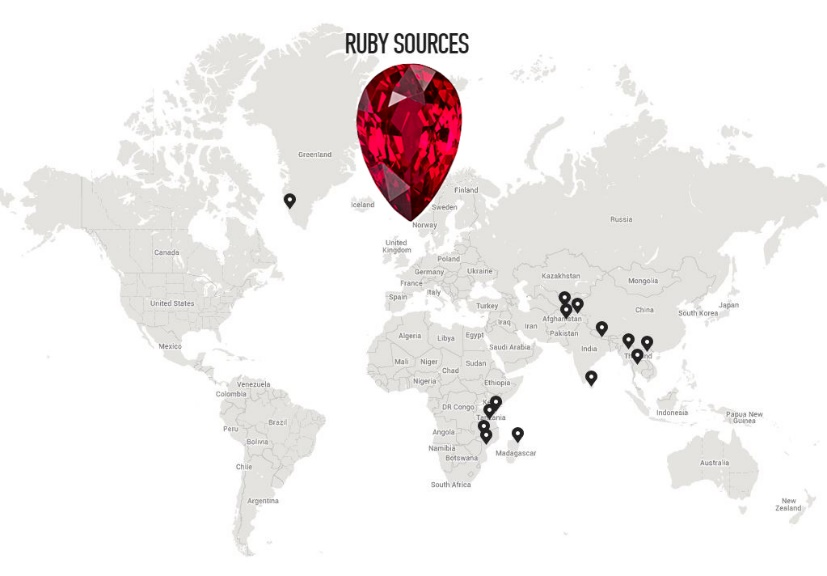 RUBY SOURCES
Greenland
Iceland
Finland
Sweden
Norway
Russia
Canada
United
Kingdom
Poland
Germany
Ukraine
France
Kazakhstan
Mongolia
Italy
Spain
United States
Turkey
China
Japan
South Korea
Afghanistan
Iraq
Iran
Pakistan
Algeria
Libya
Egypt
Mexico
Saudi Arabia
India
Mali
Niger
Sudan
Chad
Nigeria
Ethiopia
Venezuela
Colombia
DR Congo
Indonesia
Papua New
Guinea
Brazil
Peru
Angola
Bolivia
Namibia
Madagascar
Botswana
Chile
Australia
South Africa
Argentina
New
Zealand